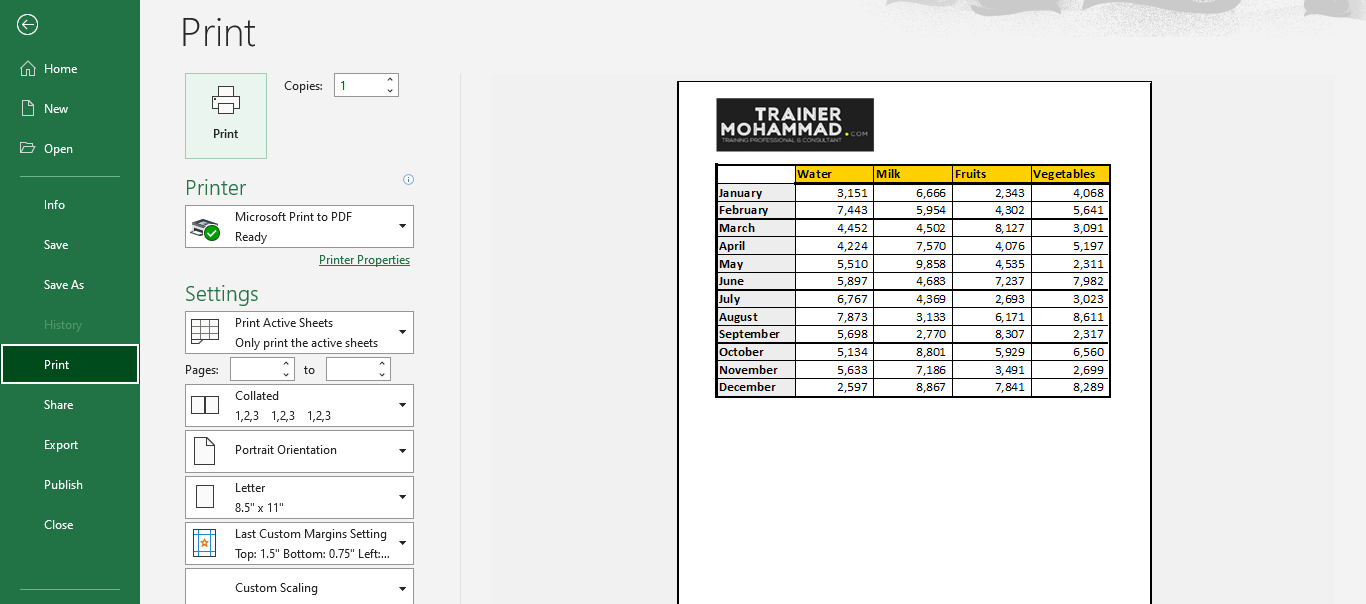 Print
Home
New
Open
Info
Save
Save As
History
Print
Share
Export
Publish
Close
Print
Copies: 1
Printer
Microsoft Print to PDF
Ready
Printer Properties
Settings
Print Active Sheets
Only print the active sheets
Pages: to
Collated
1,2,3 1,2,3 1,2,3
Portrait Orientation
Letter
8.5" x 11"
Last Custom Margins Setting
Top: 1.5" Bottom: 0.75" Left:...
Custom Scaling
TRAINER
MOHAMMAD.COM
TRAINING PROFESSIONAL & CONSULTANT
Water Milk Fruits Vegetables
January 3,151 6,666 2,343 4,068
February 7,443 5,954 4,302 5,641
March 4,452 4,502 8,127 3,091
April 4,224 7,570 4,076 5,197
May 5,510 9,858 4,535 2,311
June 5,897 4,683 7,237 7,982
July 6,767 4,369 2,693 3,023
August 7,873 3,133 6,171 8,611
September 5,698 2,770 8,307 2,317
October 5,134 8,801 5,929 6,560
November 5,633 7,186 3,491 2,699
December 2,597 8,867 7,841 8,289